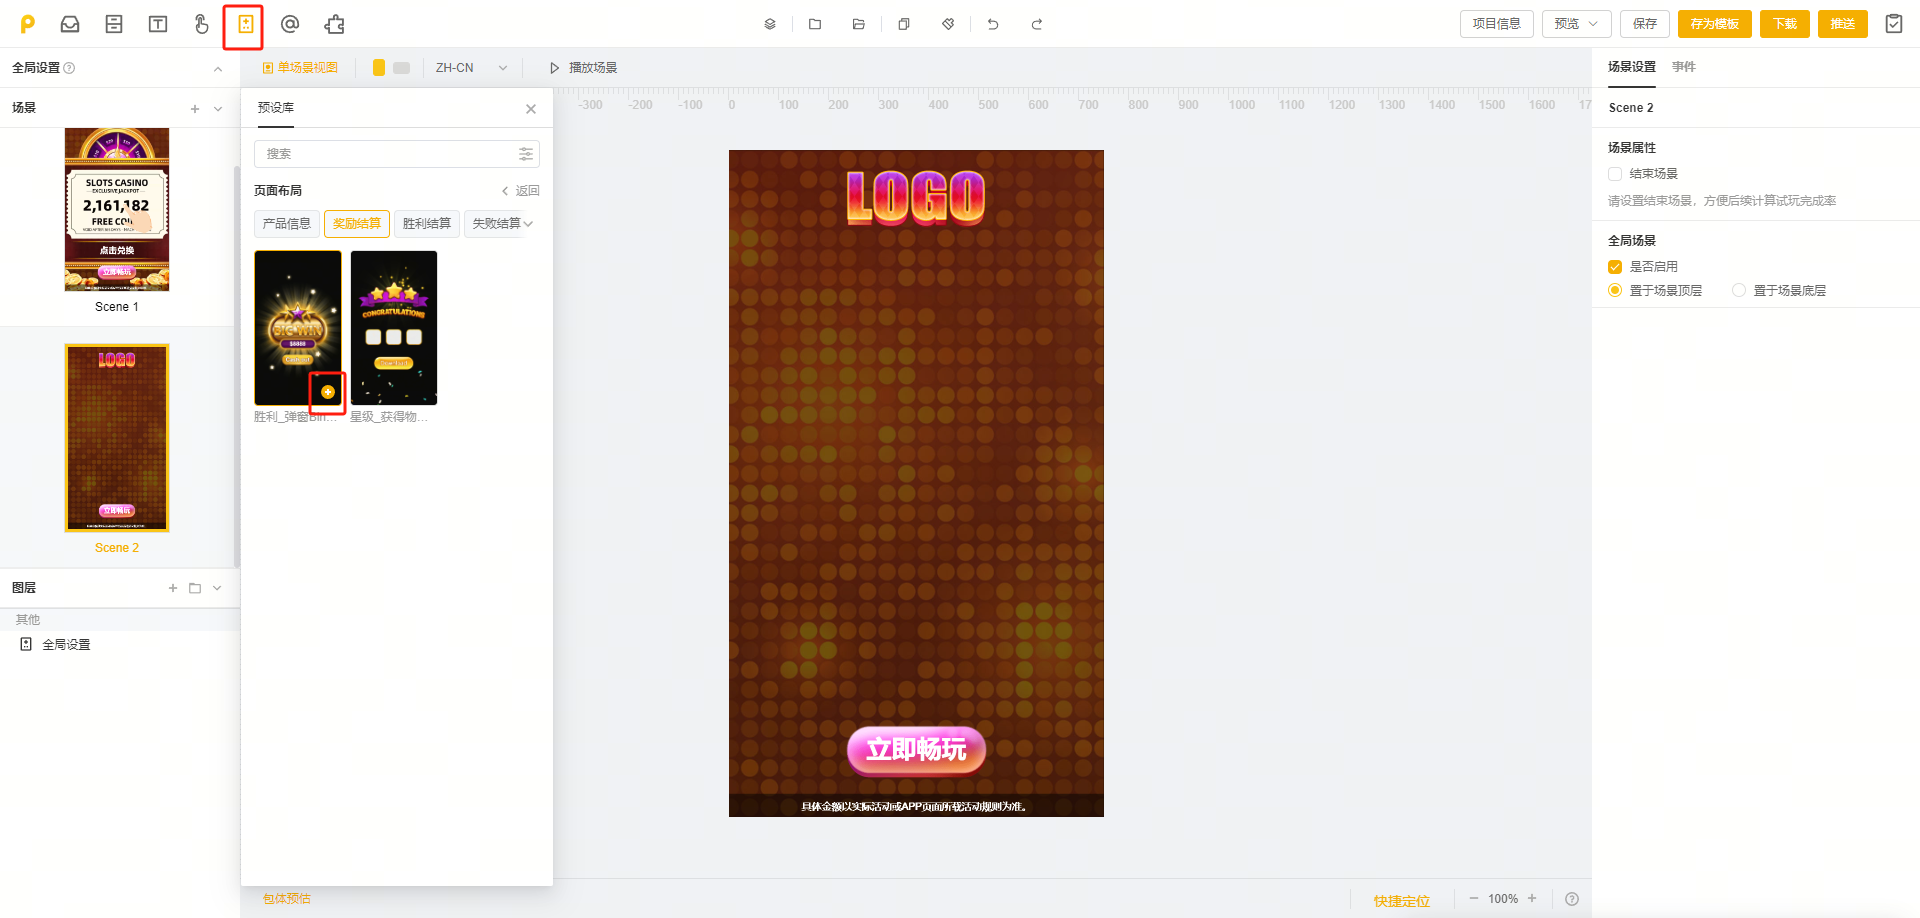 项目信息
预览
保存
存为模板
下载
推送
全局设置
单场景视图
ZH-CN
播放场景
场景设置
事件
场景
预设库
-300 -200 -100 0 100 200 300 400 500 600 700 800 900 1000 1100 1200 1300 1400 1500 1600 17
Scene 2
搜索
场景属性
结束场景
请设置结束场景，方便后续计算试玩完成率
页面布局
返回
产品信息
奖励结算
胜利结算
失败结算
全局场景
是否启用
置于场景顶层
置于场景底层
SLOTS CASINO
EXCLUSIVE JACKPOT
2,161,182
FREE COI
点击兑换
立即畅玩
Scene 1
LOGO
BIG WIN
$8888
CONGRATULATIONS
胜利_弹窗Bin...
星级_获得物...
LOGO
立即畅玩
Scene 2
图层
其他
全局设置
立即畅玩
具体金额以实际活动或APP页面所载活动规则为准。
包体预估
快捷定位
100%